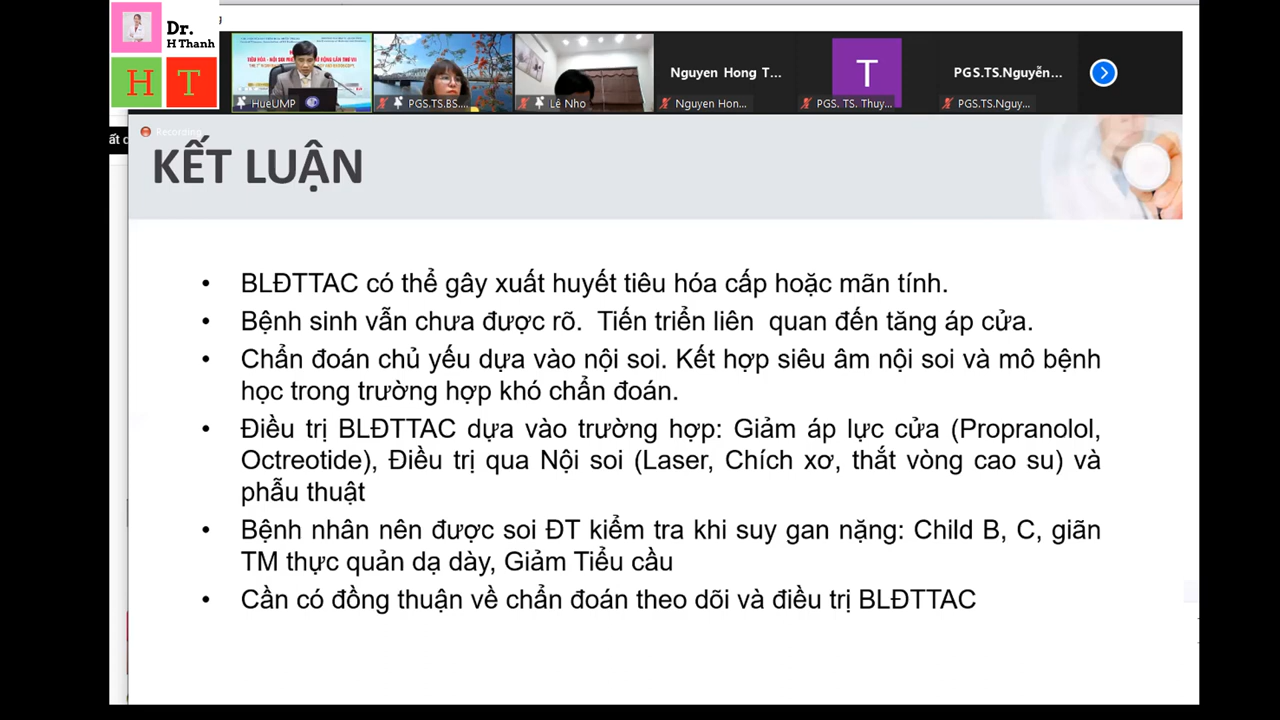 Dr.
H Thanh
H T
HueUMP
PGS.TS.BS....
Lê Nho
Nguyen Hong T...
Nguyen Hon...
T
PGS. TS. Thuy...
PGS.TS.Nguyễn...
PGS.TS.Nguy...
Recording...
KẾT LUẬN
• BLĐTTAC có thể gây xuất huyết tiêu hóa cấp hoặc mãn tính.
• Bệnh sinh vẫn chưa được rõ. Tiến triển liên quan đến tăng áp cửa.
• Chẩn đoán chủ yếu dựa vào nội soi. Kết hợp siêu âm nội soi và mô bệnh
học trong trường hợp khó chẩn đoán.
• Điều trị BLĐTTAC dựa vào trường hợp: Giảm áp lực cửa (Propranolol,
Octreotide), Điều trị qua Nội soi (Laser, Chích xơ, thắt vòng cao su) và
phẫu thuật
• Bệnh nhân nên được soi ĐT kiểm tra khi suy gan nặng: Child B, C, giãn
TM thực quản dạ dày, Giảm Tiểu cầu
• Cần có đồng thuận về chẩn đoán theo dõi và điều trị BLĐTTAC